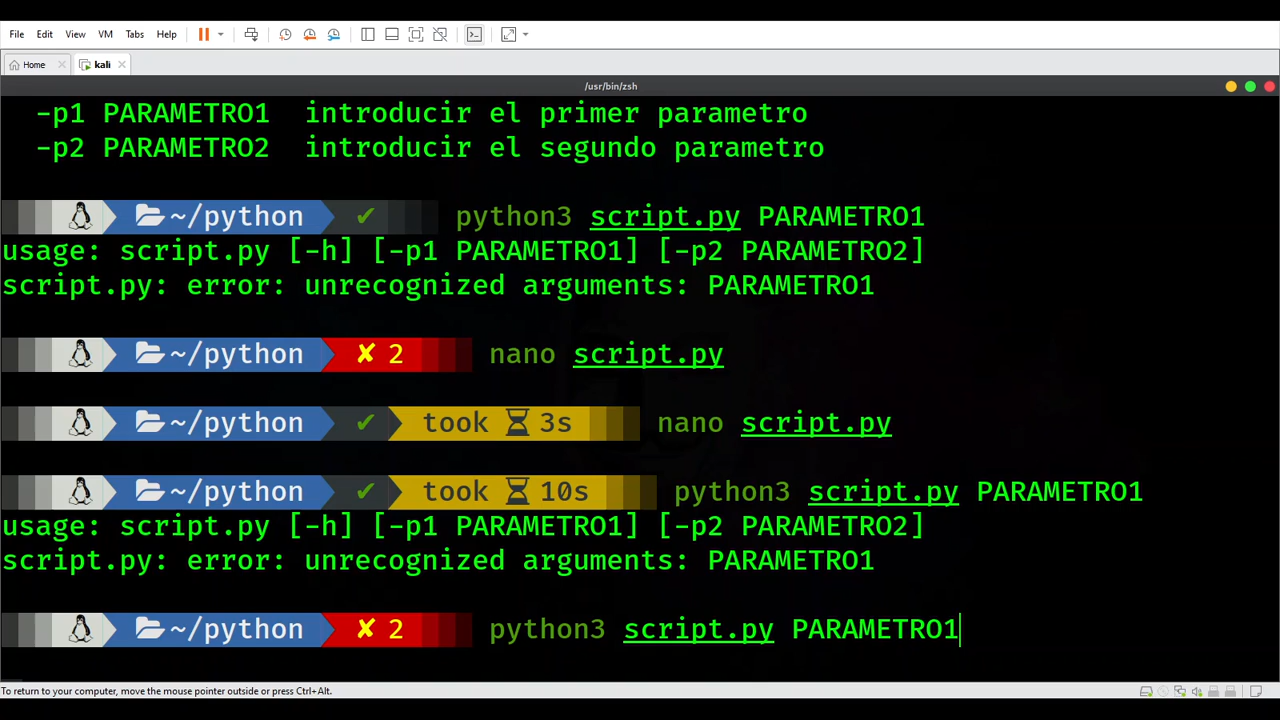 File Edit View VM Tabs Help
Home kali
/usr/bin/zsh
-p1 PARAMETRO1 introducir el primer parametro
-p2 PARAMETRO2 introducir el segundo parametro
~/python ✔ python3 script.py PARAMETRO1
usage: script.py [-h] [-p1 PARAMETRO1] [-p2 PARAMETRO2]
script.py: error: unrecognized arguments: PARAMETRO1
~/python ✘ 2 nano script.py
~/python ✔ took 3s nano script.py
~/python ✔ took 10s python3 script.py PARAMETRO1
usage: script.py [-h] [-p1 PARAMETRO1] [-p2 PARAMETRO2]
script.py: error: unrecognized arguments: PARAMETRO1
~/python ✘ 2 python3 script.py PARAMETRO1
To return to your computer, move the mouse pointer outside or press Ctrl+Alt.